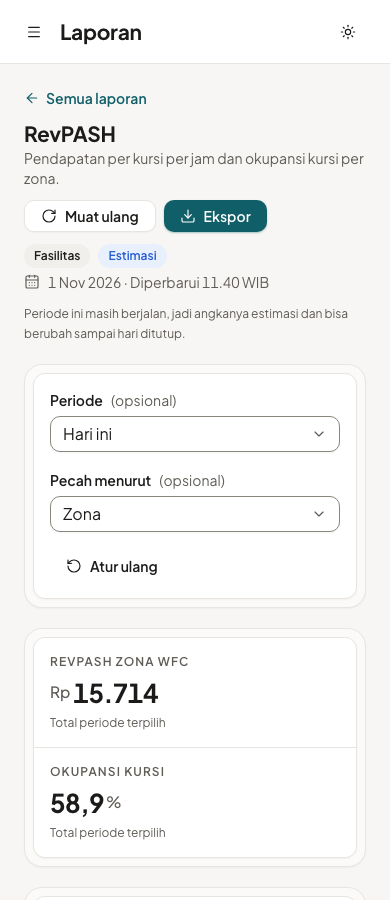 Laporan
Semua laporan
RevPASH
Pendapatan per kursi per jam dan okupansi kursi per
zona.
Muat ulang
Ekspor
Fasilitas
Estimasi
1 Nov 2026 · Diperbarui 11.40 WIB
Periode ini masih berjalan, jadi angkanya estimasi dan bisa
berubah sampai hari ditutup.
Periode (opsional)
Hari ini
Pecah menurut (opsional)
Zona
Atur ulang
REVPASH ZONA WFC
Rp 15.714
Total periode terpilih
OKUPANSI KURSI
58,9 %
Total periode terpilih